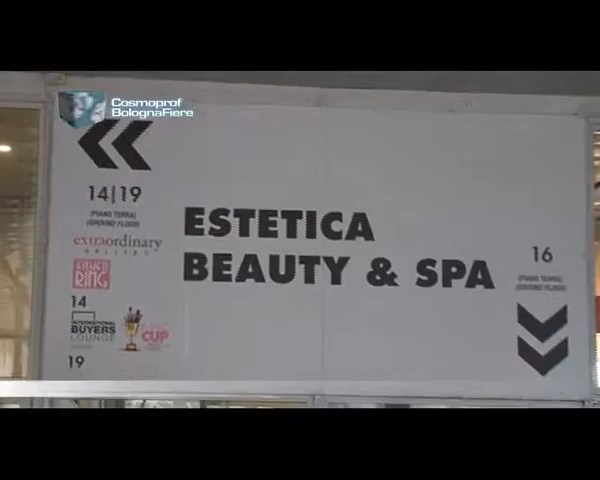 Cosmoprof
BolognaFiere
14|19
(PIANO TERRA)
(GROUND FLOOR)
extraordinary
GALLERY
RING
14
INTERNATIONAL
BUYERS
LOUNGE
CUP
19
ESTETICA
BEAUTY & SPA
16
(PIANO TERRA)
(GROUND FLOOR)